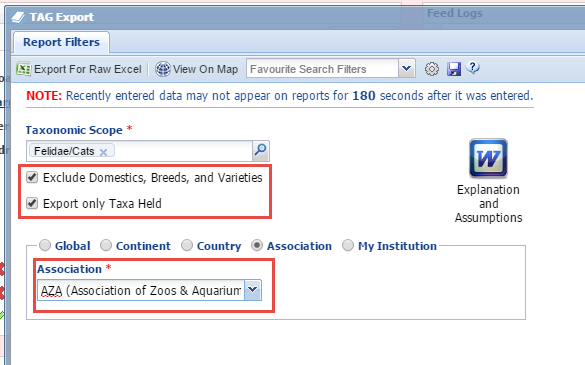 Feed Logs
TAG Export
Report Filters
Export For Raw Excel View On Map Favourite Search Filters
NOTE: Recently entered data may not appear on reports for 180 seconds after it was entered.
Taxonomic Scope *
Felidae/Cats
Exclude Domestics, Breeds, and Varieties
Export only Taxa Held
W
Explanation
and
Assumptions
Global Continent Country Association My Institution
Association *
AZA (Association of Zoos & Aquarium